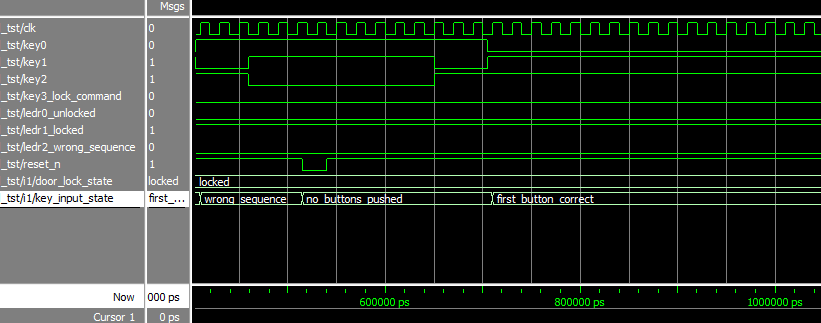 Msgs
_tst/clk 0
_tst/key0 0
_tst/key1 1
_tst/key2 1
_tst/key3_lock_command 0
_tst/ledr0_unlocked 0
_tst/ledr1_locked 1
_tst/ledr2_wrong_sequence 0
_tst/reset_n 1
_tst/i1/door_lock_state locked locked
_tst/i1/key_input_state first_... wrong_sequence no_buttons_pushed first_button_correct
Now 000 ps 600000 ps 800000 ps 1000000 ps
Cursor 1 0 ps